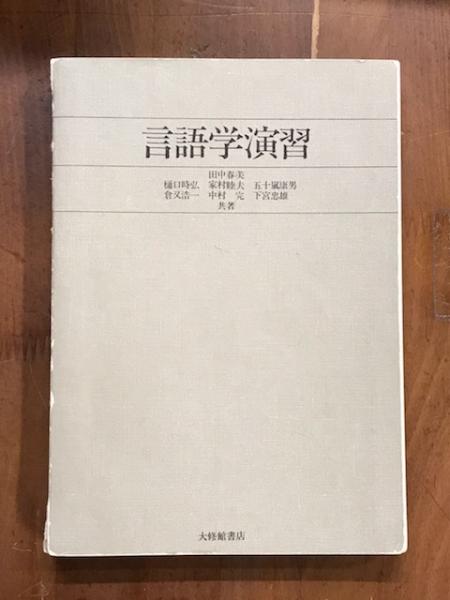 言語学演習
田中春美
樋口時弘 家村睦夫 五十嵐康男
倉又浩一 中村 完 下宮忠雄
共著
大修館書店